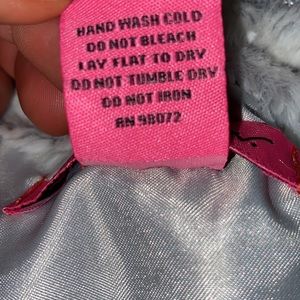 HAND WASH COLD
DO NOT BLEACH
LAY FLAT TO DRY
DO NOT TUMBLE DRY
DO NOT IRON
RN 98072